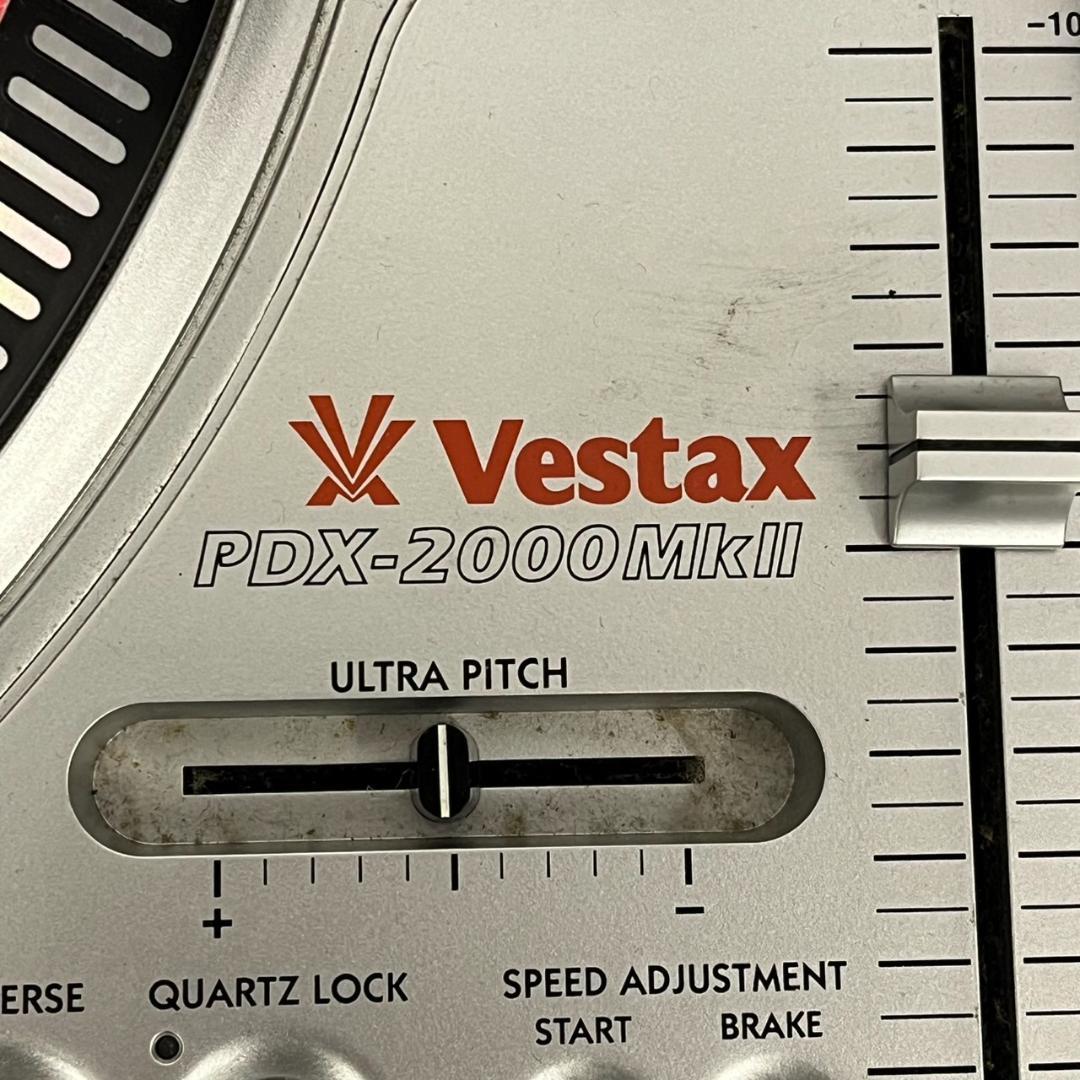 -10
Vestax
PDX-2000MkII
ULTRA PITCH
+ −
ERSE QUARTZ LOCK SPEED ADJUSTMENT
START BRAKE